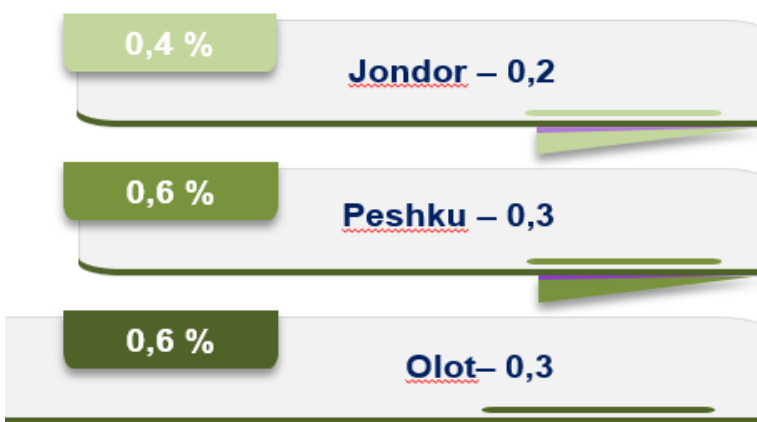 0,4 %
Jondor – 0,2
0,6 %
Peshku – 0,3
0,6 %
Olot– 0,3